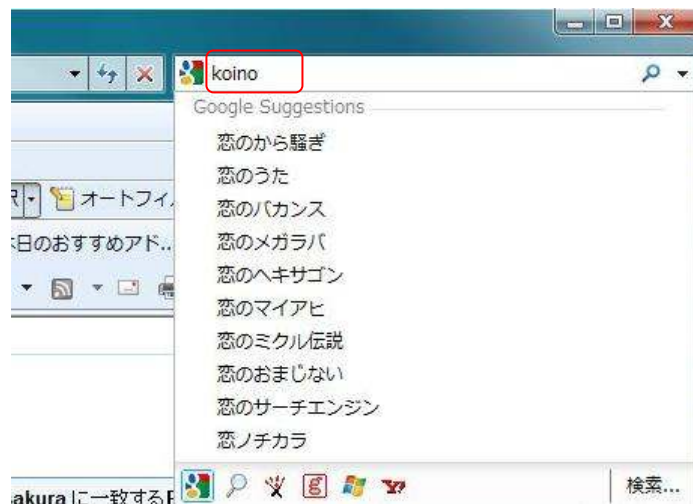 koino
Google Suggestions
恋のから騒ぎ
恋のうた
オートフィ
恋のバカンス
日のおすすめアド..
恋のメガラバ
恋のヘキサゴン
恋のマイアヒ
恋のミクル伝説
恋のおまじない
恋のサーチエンジン
恋ノチカラ
akura に一致する
検索...